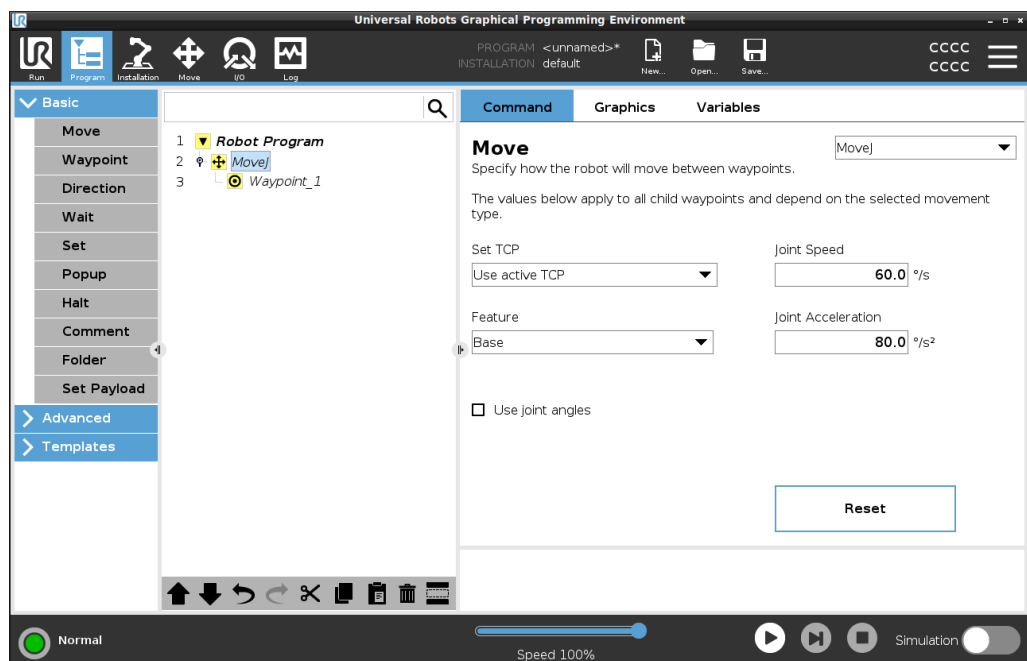 Universal Robots Graphical Programming Environment
UR
Run
Program
Installation
Move
I/O
Log
PROGRAM <unnamed>*
INSTALLATION default
New...
Open...
Save...
CCCC
CCCC
Basic
Move
Waypoint
Direction
Wait
Set
Popup
Halt
Comment
Folder
Set Payload
Advanced
Templates
1 Robot Program
2 MoveJ
3 Waypoint_1
Command Graphics Variables
Move
MoveJ
Specify how the robot will move between waypoints.
The values below apply to all child waypoints and depend on the selected movement
type.
Set TCP
Use active TCP
Joint Speed
60.0 °/s
Feature
Base
Joint Acceleration
80.0 °/s²
Use joint angles
Reset
Normal
Speed 100%
Simulation